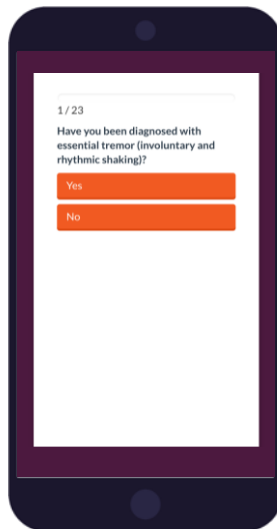 1 / 23
Have you been diagnosed with
essential tremor (involuntary and
rhythmic shaking)?
Yes
No